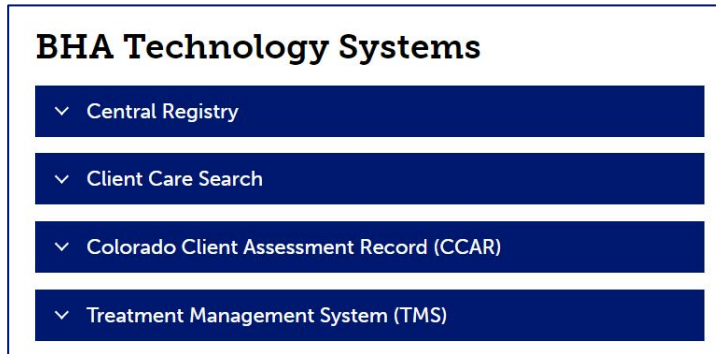 BHA Technology Systems
Central Registry
Client Care Search
Colorado Client Assessment Record (CCAR)
Treatment Management System (TMS)